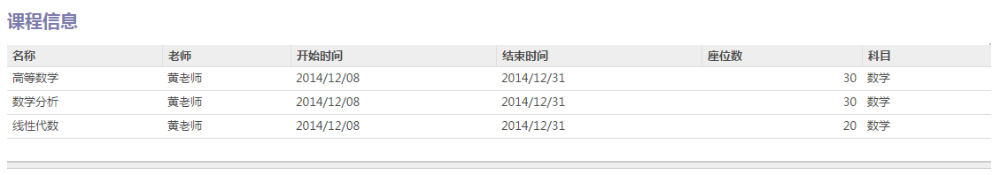 课程信息
名称 老师 开始时间 结束时间 座位数 科目
高等数学 黄老师 2014/12/08 2014/12/31 30 数学
数学分析 黄老师 2014/12/08 2014/12/31 30 数学
线性代数 黄老师 2014/12/08 2014/12/31 20 数学